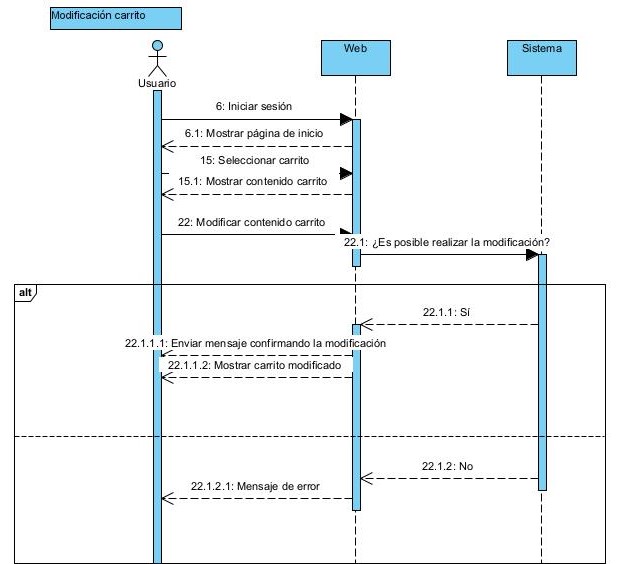 Modificación carrito
Web
Sistema
Usuario
6: Iniciar sesión
6.1: Mostrar página de inicio
15: Seleccionar carrito
15.1: Mostrar contenido carrito
22: Modificar contenido carrito
22.1: ¿Es posible realizar la modificación?
alt
22.1.1: Sí
22.1.1.1: Enviar mensaje confirmando la modificación
22.1.1.2: Mostrar carrito modificado
22.1.2: No
22.1.2.1: Mensaje de error